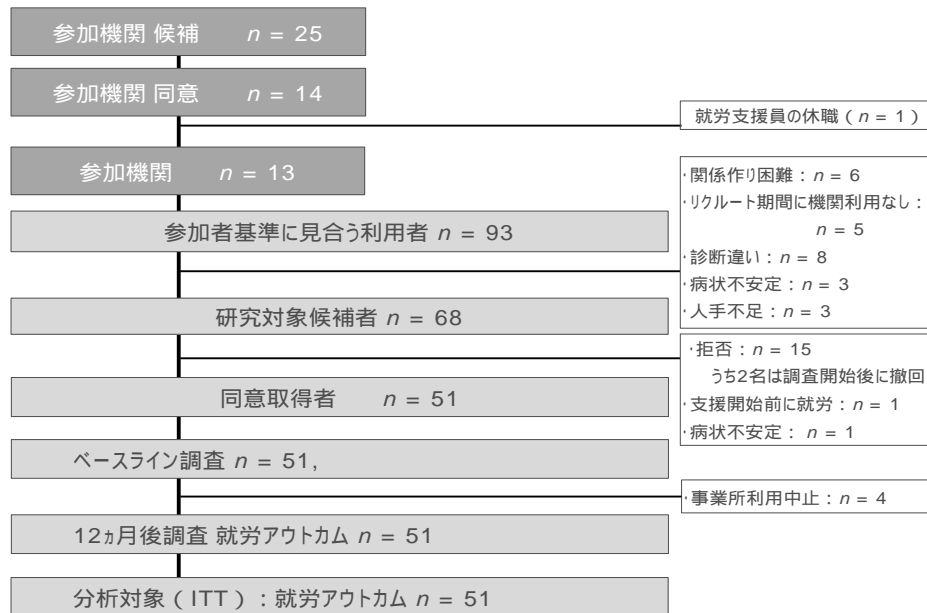 参加機関 候補 n = 25
参加機関 同意 n = 14
就労支援員の休職 ( n = 1 )
参加機関 n = 13
・関係作り困難 : n = 6
・リクルート期間に機関利用なし :
n = 5
・診断違い : n = 8
・病状不安定 : n = 3
・人手不足 : n = 3
参加者基準に見合う利用者 n = 93
研究対象候補者 n = 68
・拒否 : n = 15
うち2名は調査開始後に撤回
・支援開始前に就労 : n = 1
・病状不安定 : n = 1
同意取得者 n = 51
ベースライン調査 n = 51,
・事業所利用中止 : n = 4
12ヵ月後調査 就労アウトカム n = 51
分析対象 ( ITT ) : 就労アウトカム n = 51